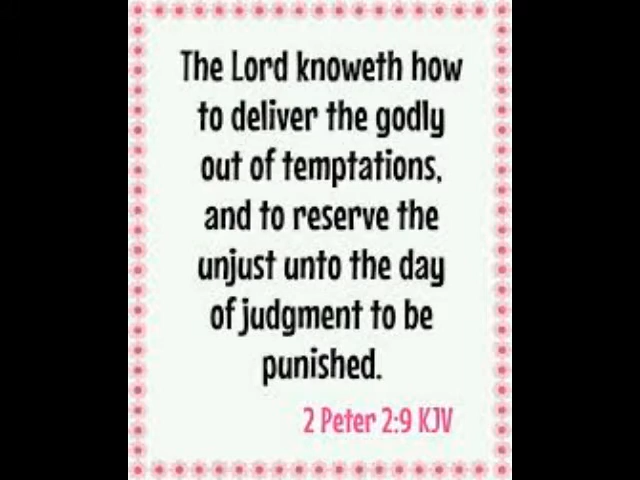 The Lord knoweth how
to deliver the godly
out of temptations,
and to reserve the
unjust unto the day
of judgment to be
punished.
2 Peter 2:9 KJV